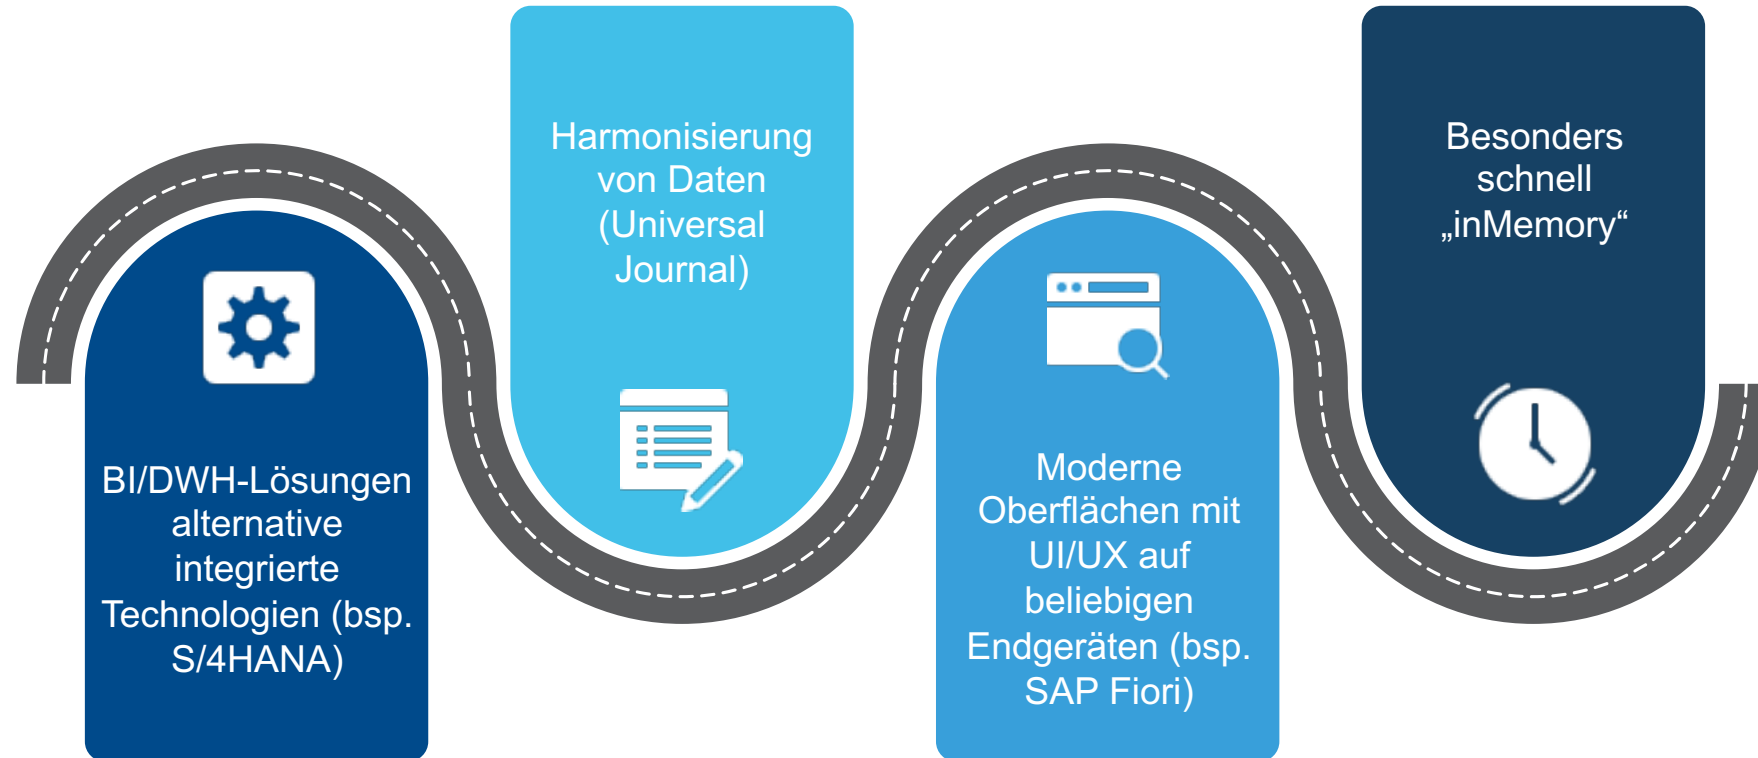 BI/DWH-Lösungen
alternative
integrierte
Technologien (bsp.
S/4HANA)
Harmonisierung
von Daten
(Universal
Journal)
Moderne
Oberflächen mit
UI/UX auf
beliebigen
Endgeräten (bsp.
SAP Fiori)
Besonders
schnell
„inMemory“